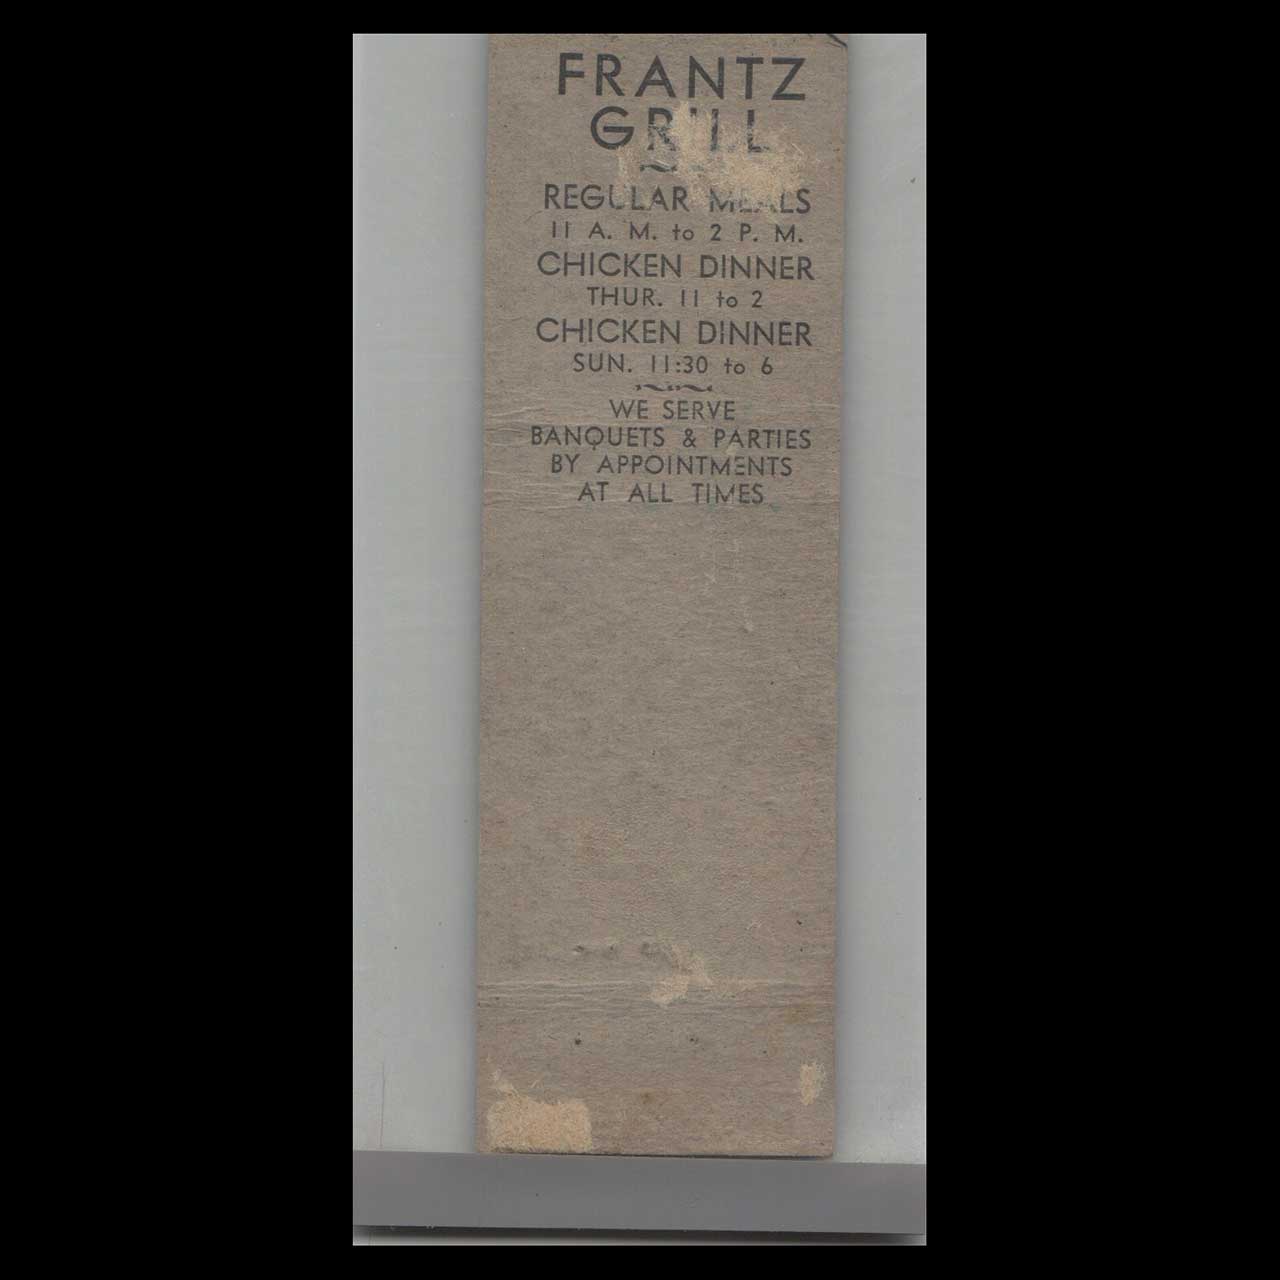 FRANTZ
GRILL
REGULAR MEALS
11 A. M. to 2 P. M.
CHICKEN DINNER
THUR. 11 to 2
CHICKEN DINNER
SUN. 11:30 to 6
WE SERVE
BANQUETS & PARTIES
BY APPOINTMENTS
AT ALL TIMES